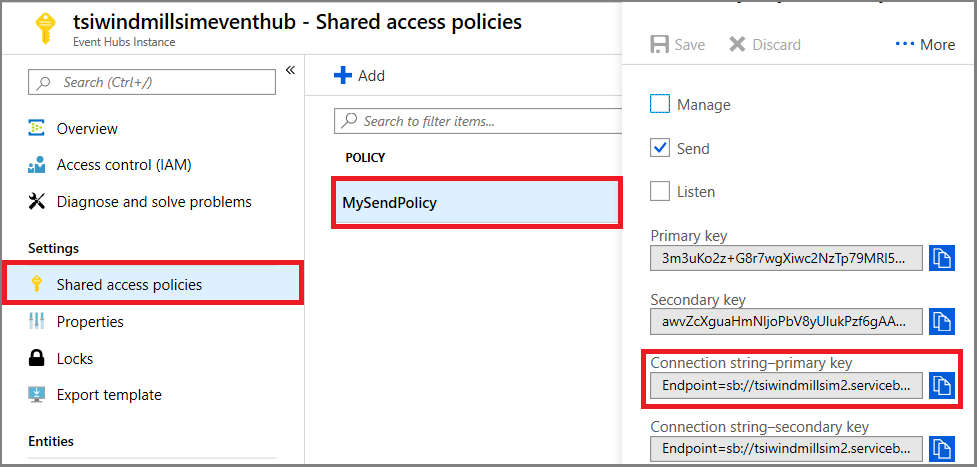 tsiwindmillsimeventhub - Shared access policies
Event Hubs Instance
Search (Ctrl+/)
Overview
Access control (IAM)
Diagnose and solve problems
Settings
Shared access policies
Properties
Locks
Export template
Entities
Add
Search to filter items...
POLICY
MySendPolicy
Save Discard ••• More
Manage
Send
Listen
Primary key
3m3uKo2z+G8r7wgXiwc2NzTp79MRI5...
Secondary key
awvZcXguaHmNljoPbV8yUIukPzf6gAA...
Connection string–primary key
Endpoint=sb://tsiwindmillsim2.serviceb...
Connection string–secondary key
Endpoint=sb://tsiwindmillsim2.serviceb...